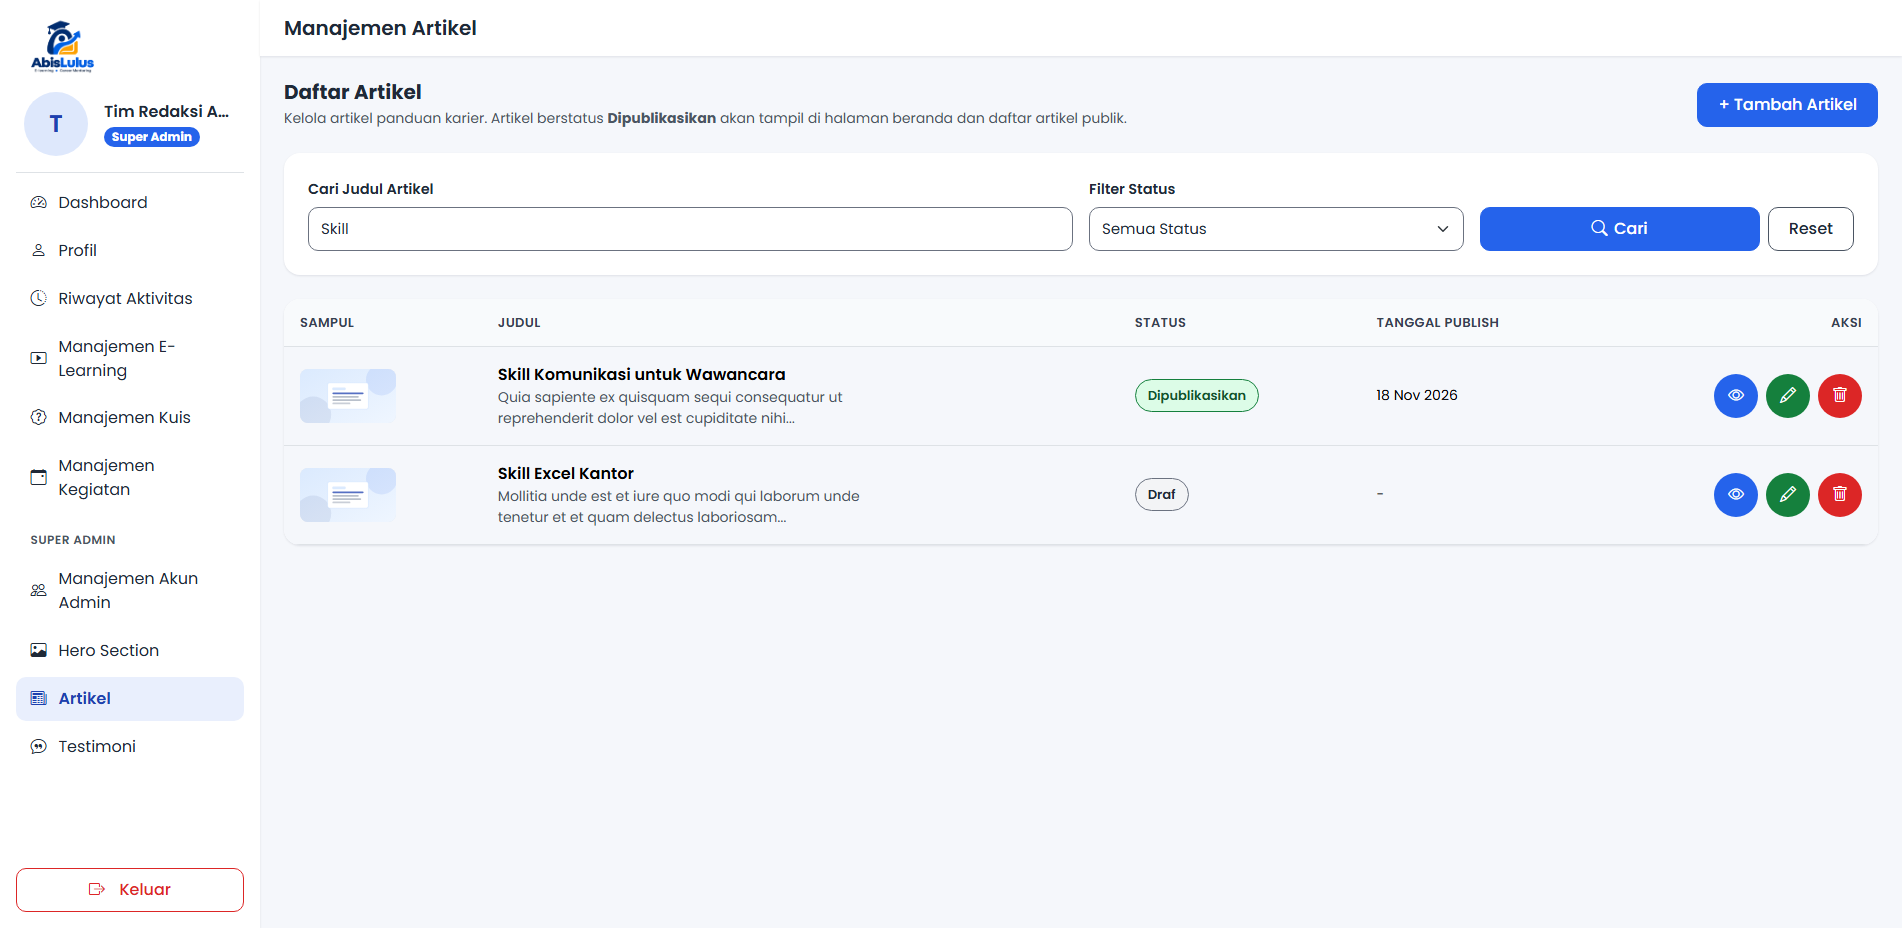 AbisLulus
T
Tim Redaksi A...
Super Admin
Dashboard
Profil
Riwayat Aktivitas
Manajemen E-
Learning
Manajemen Kuis
Manajemen
Kegiatan
SUPER ADMIN
Manajemen Akun
Admin
Hero Section
Artikel
Testimoni
Keluar
Manajemen Artikel
Daftar Artikel
Kelola artikel panduan karier. Artikel berstatus Dipublikasikan akan tampil di halaman beranda dan daftar artikel publik.
+ Tambah Artikel
Cari Judul Artikel
Filter Status
Skill
Semua Status
Cari
Reset
SAMPUL JUDUL STATUS TANGGAL PUBLISH AKSI
Skill Komunikasi untuk Wawancara
Quia sapiente ex quisquam sequi consequatur ut
reprehenderit dolor vel est cupiditate nihi...
Dipublikasikan
18 Nov 2026
Skill Excel Kantor
Mollitia unde est et iure quo modi qui laborum unde
tenetur et et quam delectus laboriosam...
Draf
-